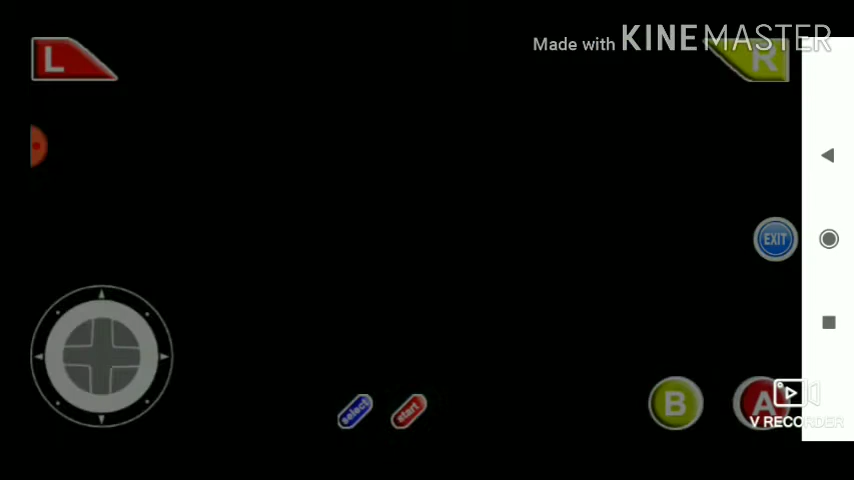 Made with KINEMASTER
L
R
EXIT
select
start
B
A
V RECORDER